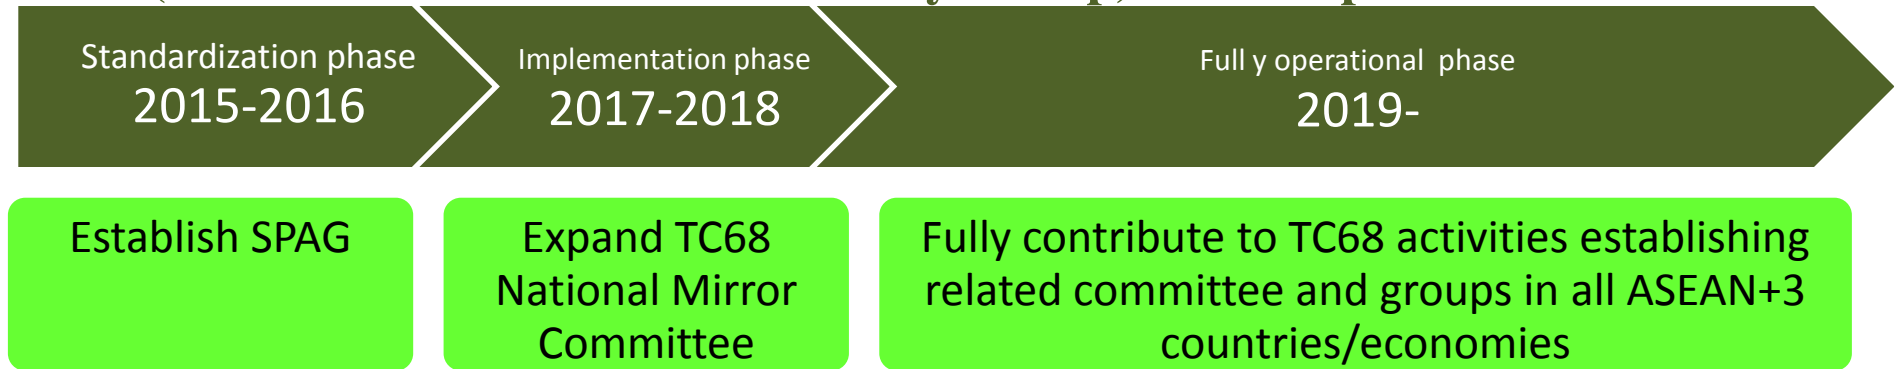 Standardization phase
2015-2016
Implementation phase
2017-2018
Full y operational phase
2019-
Establish SPAG
Expand TC68
National Mirror
Committee
Fully contribute to TC68 activities establishing
related committee and groups in all ASEAN+3
countries/economies